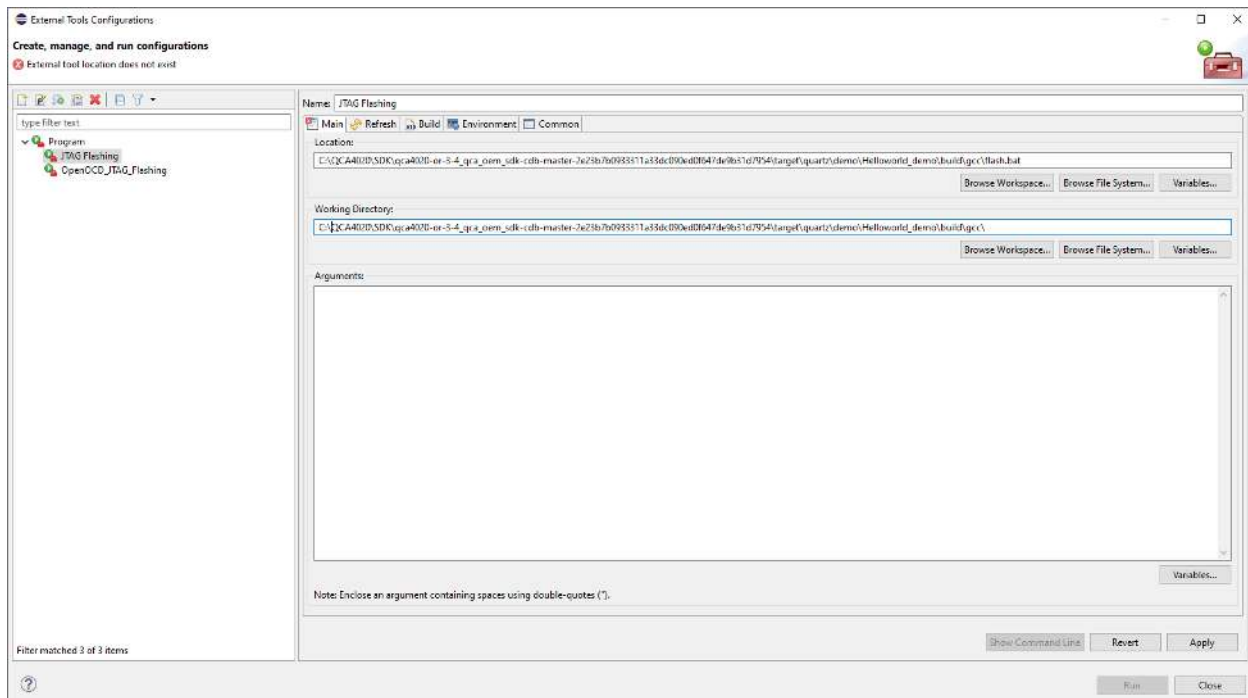 External Tools Configurations
Create, manage, and run configurations
External tool location does not exist
type filter text
Program
JTAG Flashing
OpenOCD_JTAG_Flashing
Filter matched 3 of 3 items
Name: JTAG Flashing
Main Refresh Build Environment Common
Location:
C:\QCA4020\SDK\qca4020-or-3-4_qca_oem_sdk-cdb-master-2e23b7b0933311a33dc090ed0f647de9b31d7954\target\quartz\demo\Helloworld_demo\build\gcc\flash.bat
Browse Workspace... Browse File System... Variables...
Working Directory:
C:\QCA4020\SDK\qca4020-or-3-4_qca_oem_sdk-cdb-master-2e23b7b0933311a33dc090ed0f647de9b31d7954\target\quartz\demo\Helloworld_demo\build\gcc\
Browse Workspace... Browse File System... Variables...
Arguments:
Variables...
Note: Enclose an argument containing spaces using double-quotes (").
Show Command Line Revert Apply
Run Close